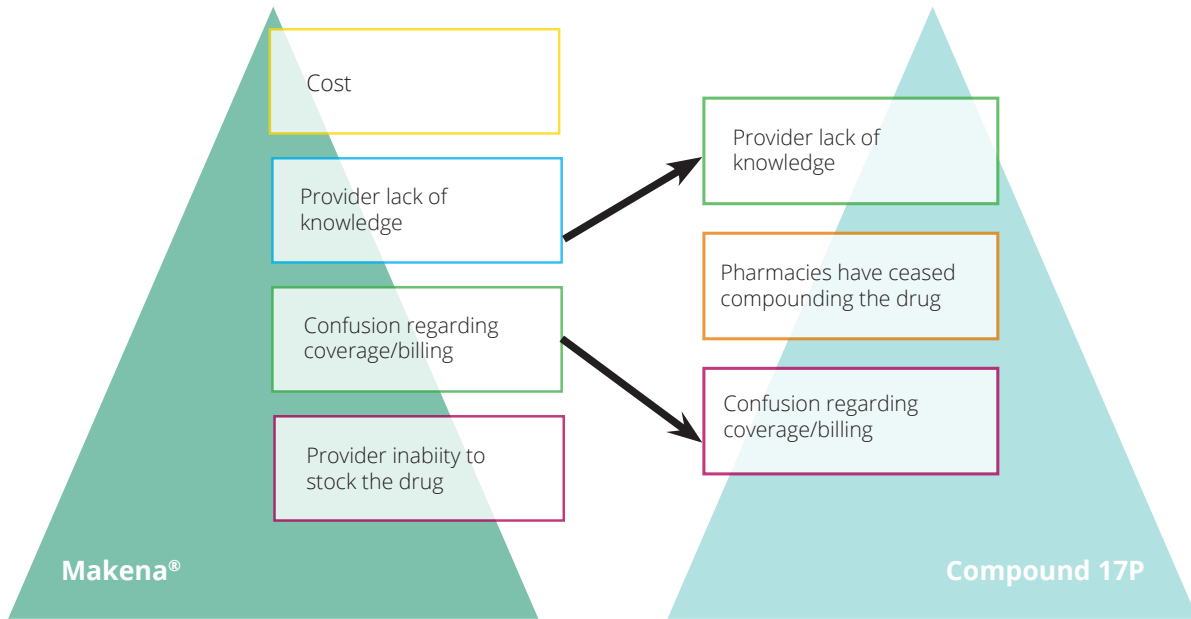 Cost
Provider lack of
knowledge
Confusion regarding
coverage/billing
Provider inabiity to
stock the drug
Makena®
Provider lack of
knowledge
Pharmacies have ceased
compounding the drug
Confusion regarding
coverage/billing
Compound 17P